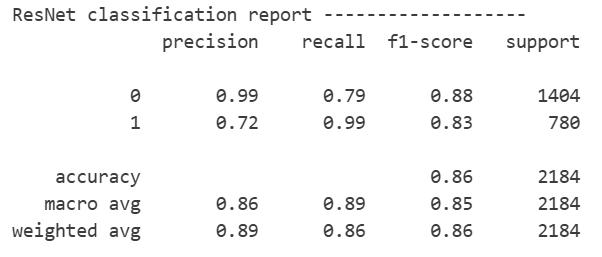 ResNet classification report -------------------
precision recall f1-score support
0 0.99 0.79 0.88 1404
1 0.72 0.99 0.83 780
accuracy 0.86 2184
macro avg 0.86 0.89 0.85 2184
weighted avg 0.89 0.86 0.86 2184